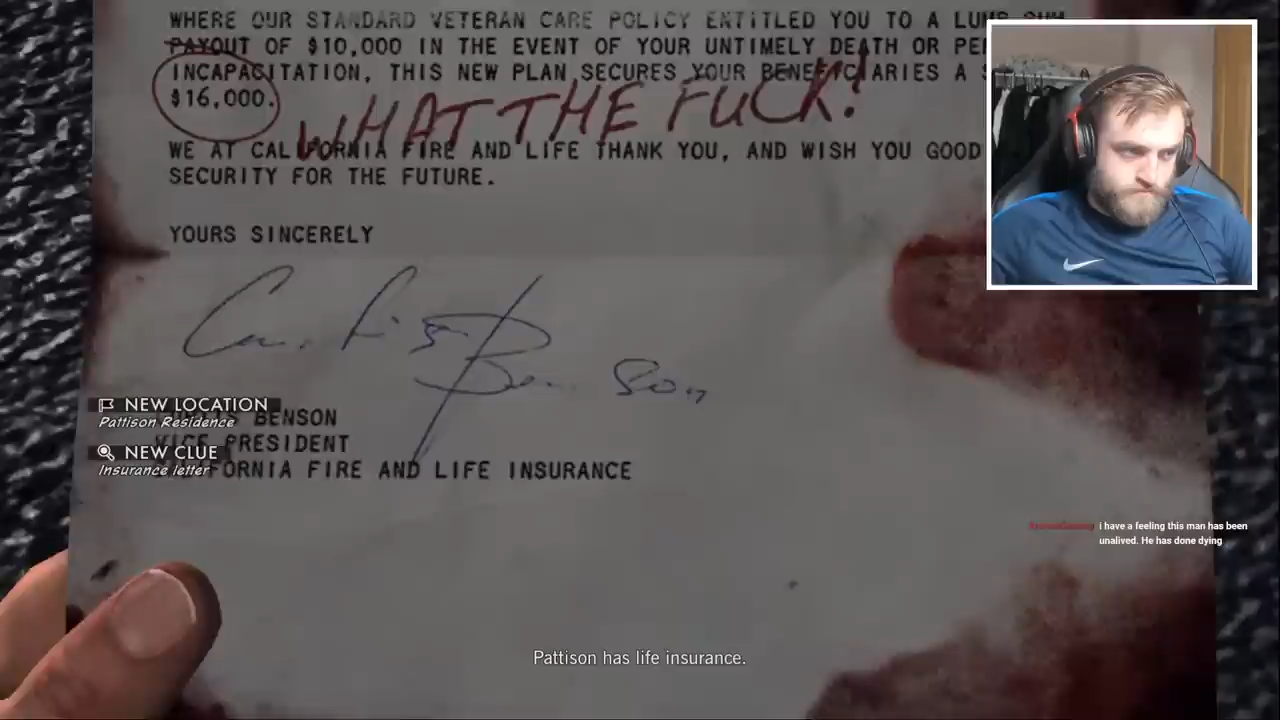 WHERE OUR STANDARD VETERAN CARE POLICY ENTITLED YOU TO A LUMP SUM
PAYOUT OF $10,000 IN THE EVENT OF YOUR UNTIMELY DEATH OR
INCAPACITATION, THIS NEW PLAN SECURES YOUR BENEFICIARIES A
$16,000.
WHAT THE FUCK!
WE AT CALIFORNIA FIRE AND LIFE THANK YOU, AND WISH YOU GOOD
SECURITY FOR THE FUTURE.
YOURS SINCERELY
NEW LOCATION
Pattison Residence
BENSON
VICE PRESIDENT
NEW CLUE
Insurance letter
FIRE AND LIFE INSURANCE
i have a feeling this man has been
unalived. He has done dying
Pattison has life insurance.